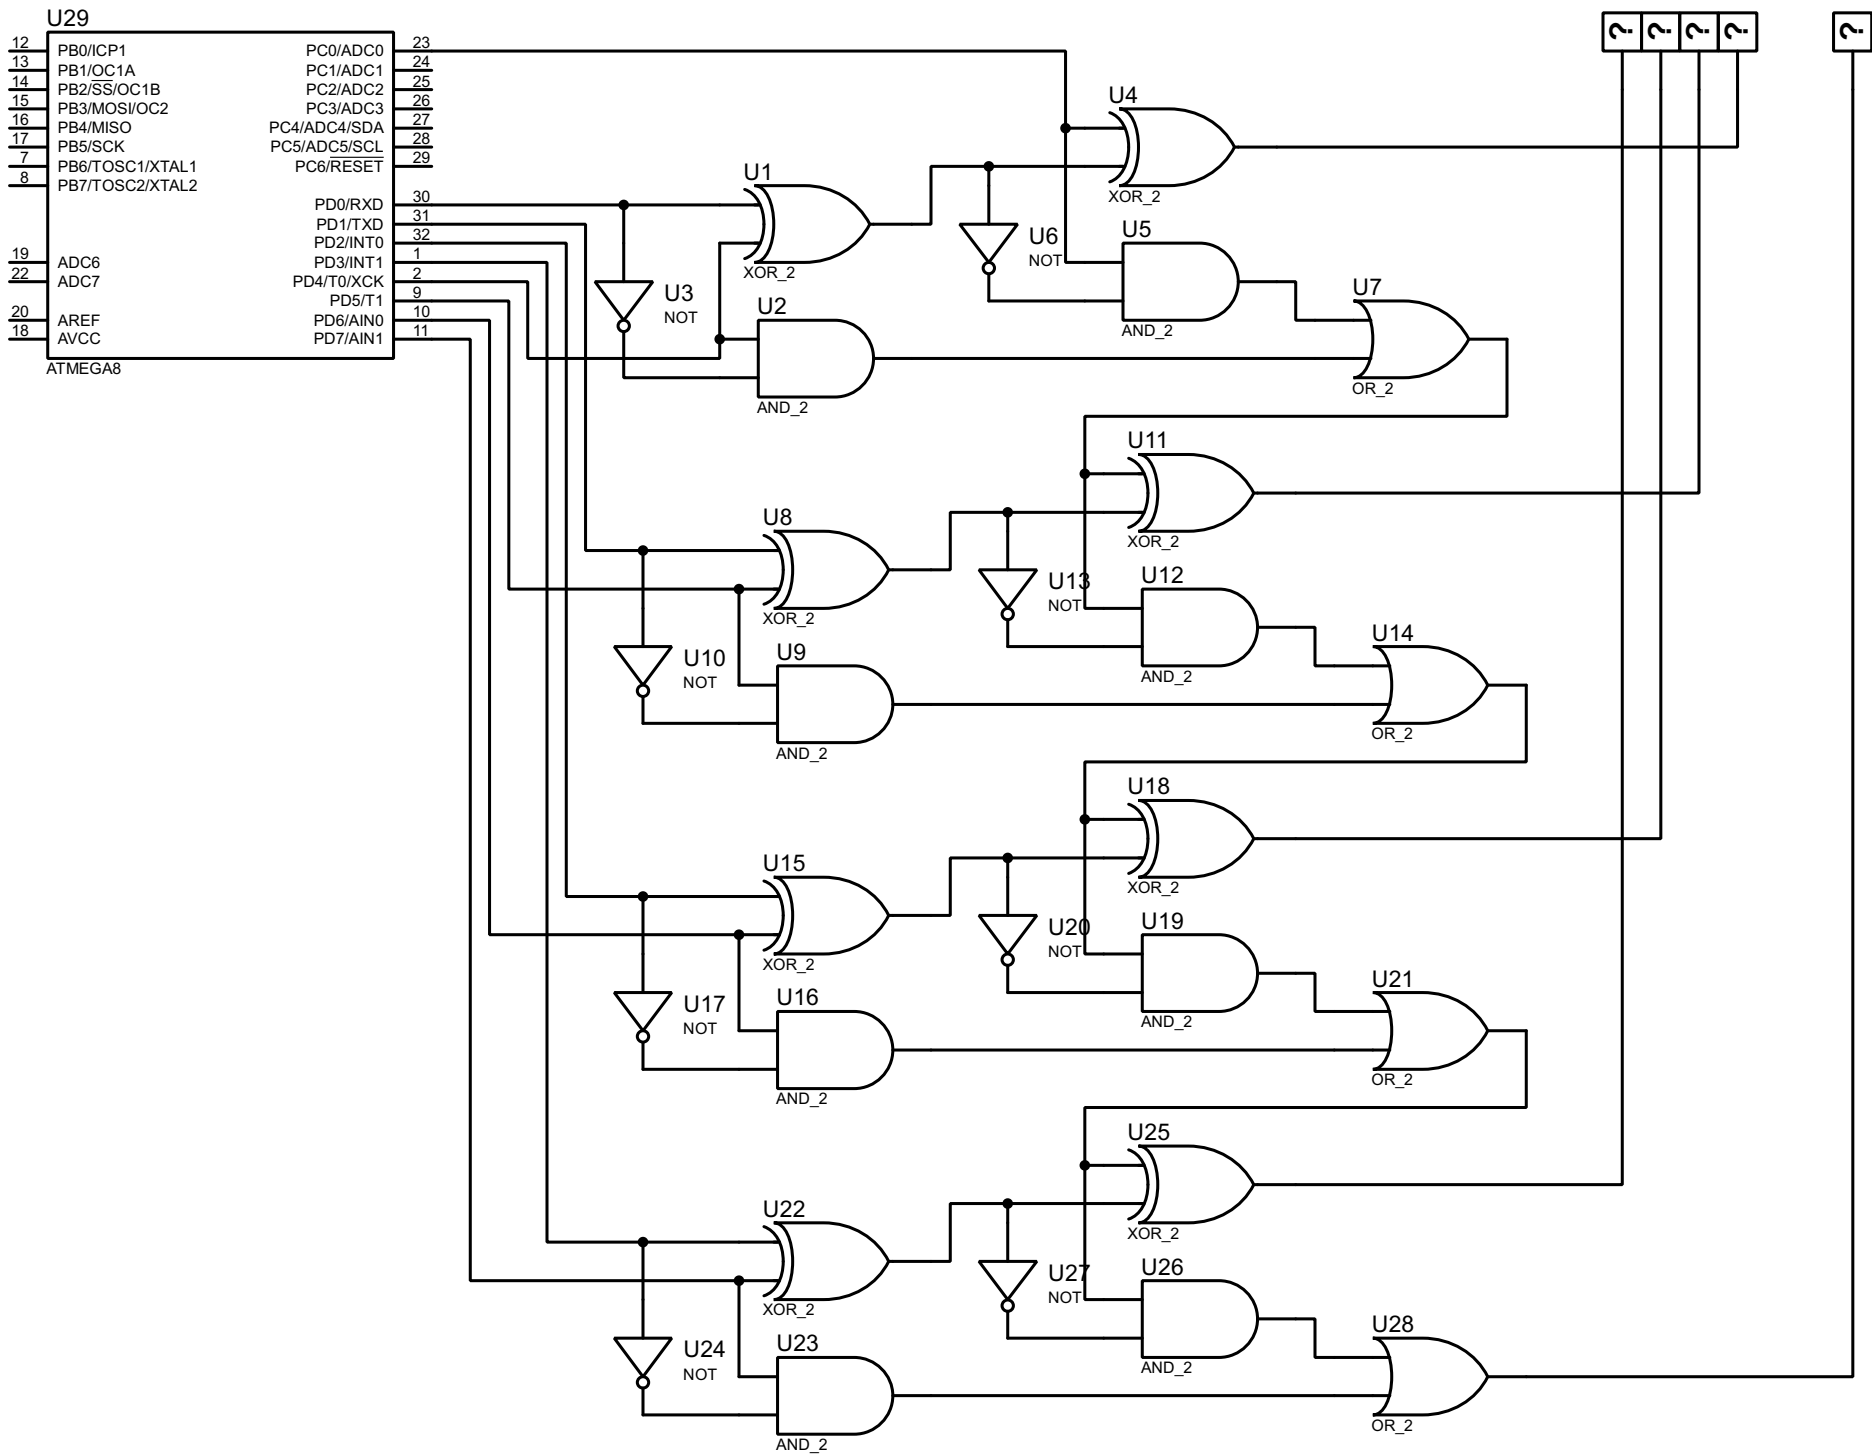 U29
12 PB0/ICP1 PC0/ADC0 23
13 PB1/OC1A PC1/ADC1 24
14 PB2/SS/OC1B PC2/ADC2 25
15 PB3/MOSI/OC2 PC3/ADC3 26
16 PB4/MISO PC4/ADC4/SDA 27
17 PB5/SCK PC5/ADC5/SCL 28
7 PB6/TOSC1/XTAL1 PC6/RESET 29
8 PB7/TOSC2/XTAL2
PD0/RXD 30
PD1/TXD 31
PD2/INT0 32
19 ADC6 PD3/INT1 1
22 ADC7 PD4/T0/XCK 2
PD5/T1 9
20 AREF PD6/AIN0 10
18 AVCC PD7/AIN1 11
ATMEGA8
? ? ? ? ?
U4
XOR_2
U1
XOR_2
U6
NOT
U5
AND_2
U3
NOT
U2
AND_2
U7
OR_2
U11
XOR_2
U8
XOR_2
U13
NOT
U12
AND_2
U10
NOT
U9
AND_2
U14
OR_2
U18
XOR_2
U15
XOR_2
U20
NOT
U19
AND_2
U17
NOT
U16
AND_2
U21
OR_2
U25
XOR_2
U22
XOR_2
U27
NOT
U26
AND_2
U24
NOT
U23
AND_2
U28
OR_2